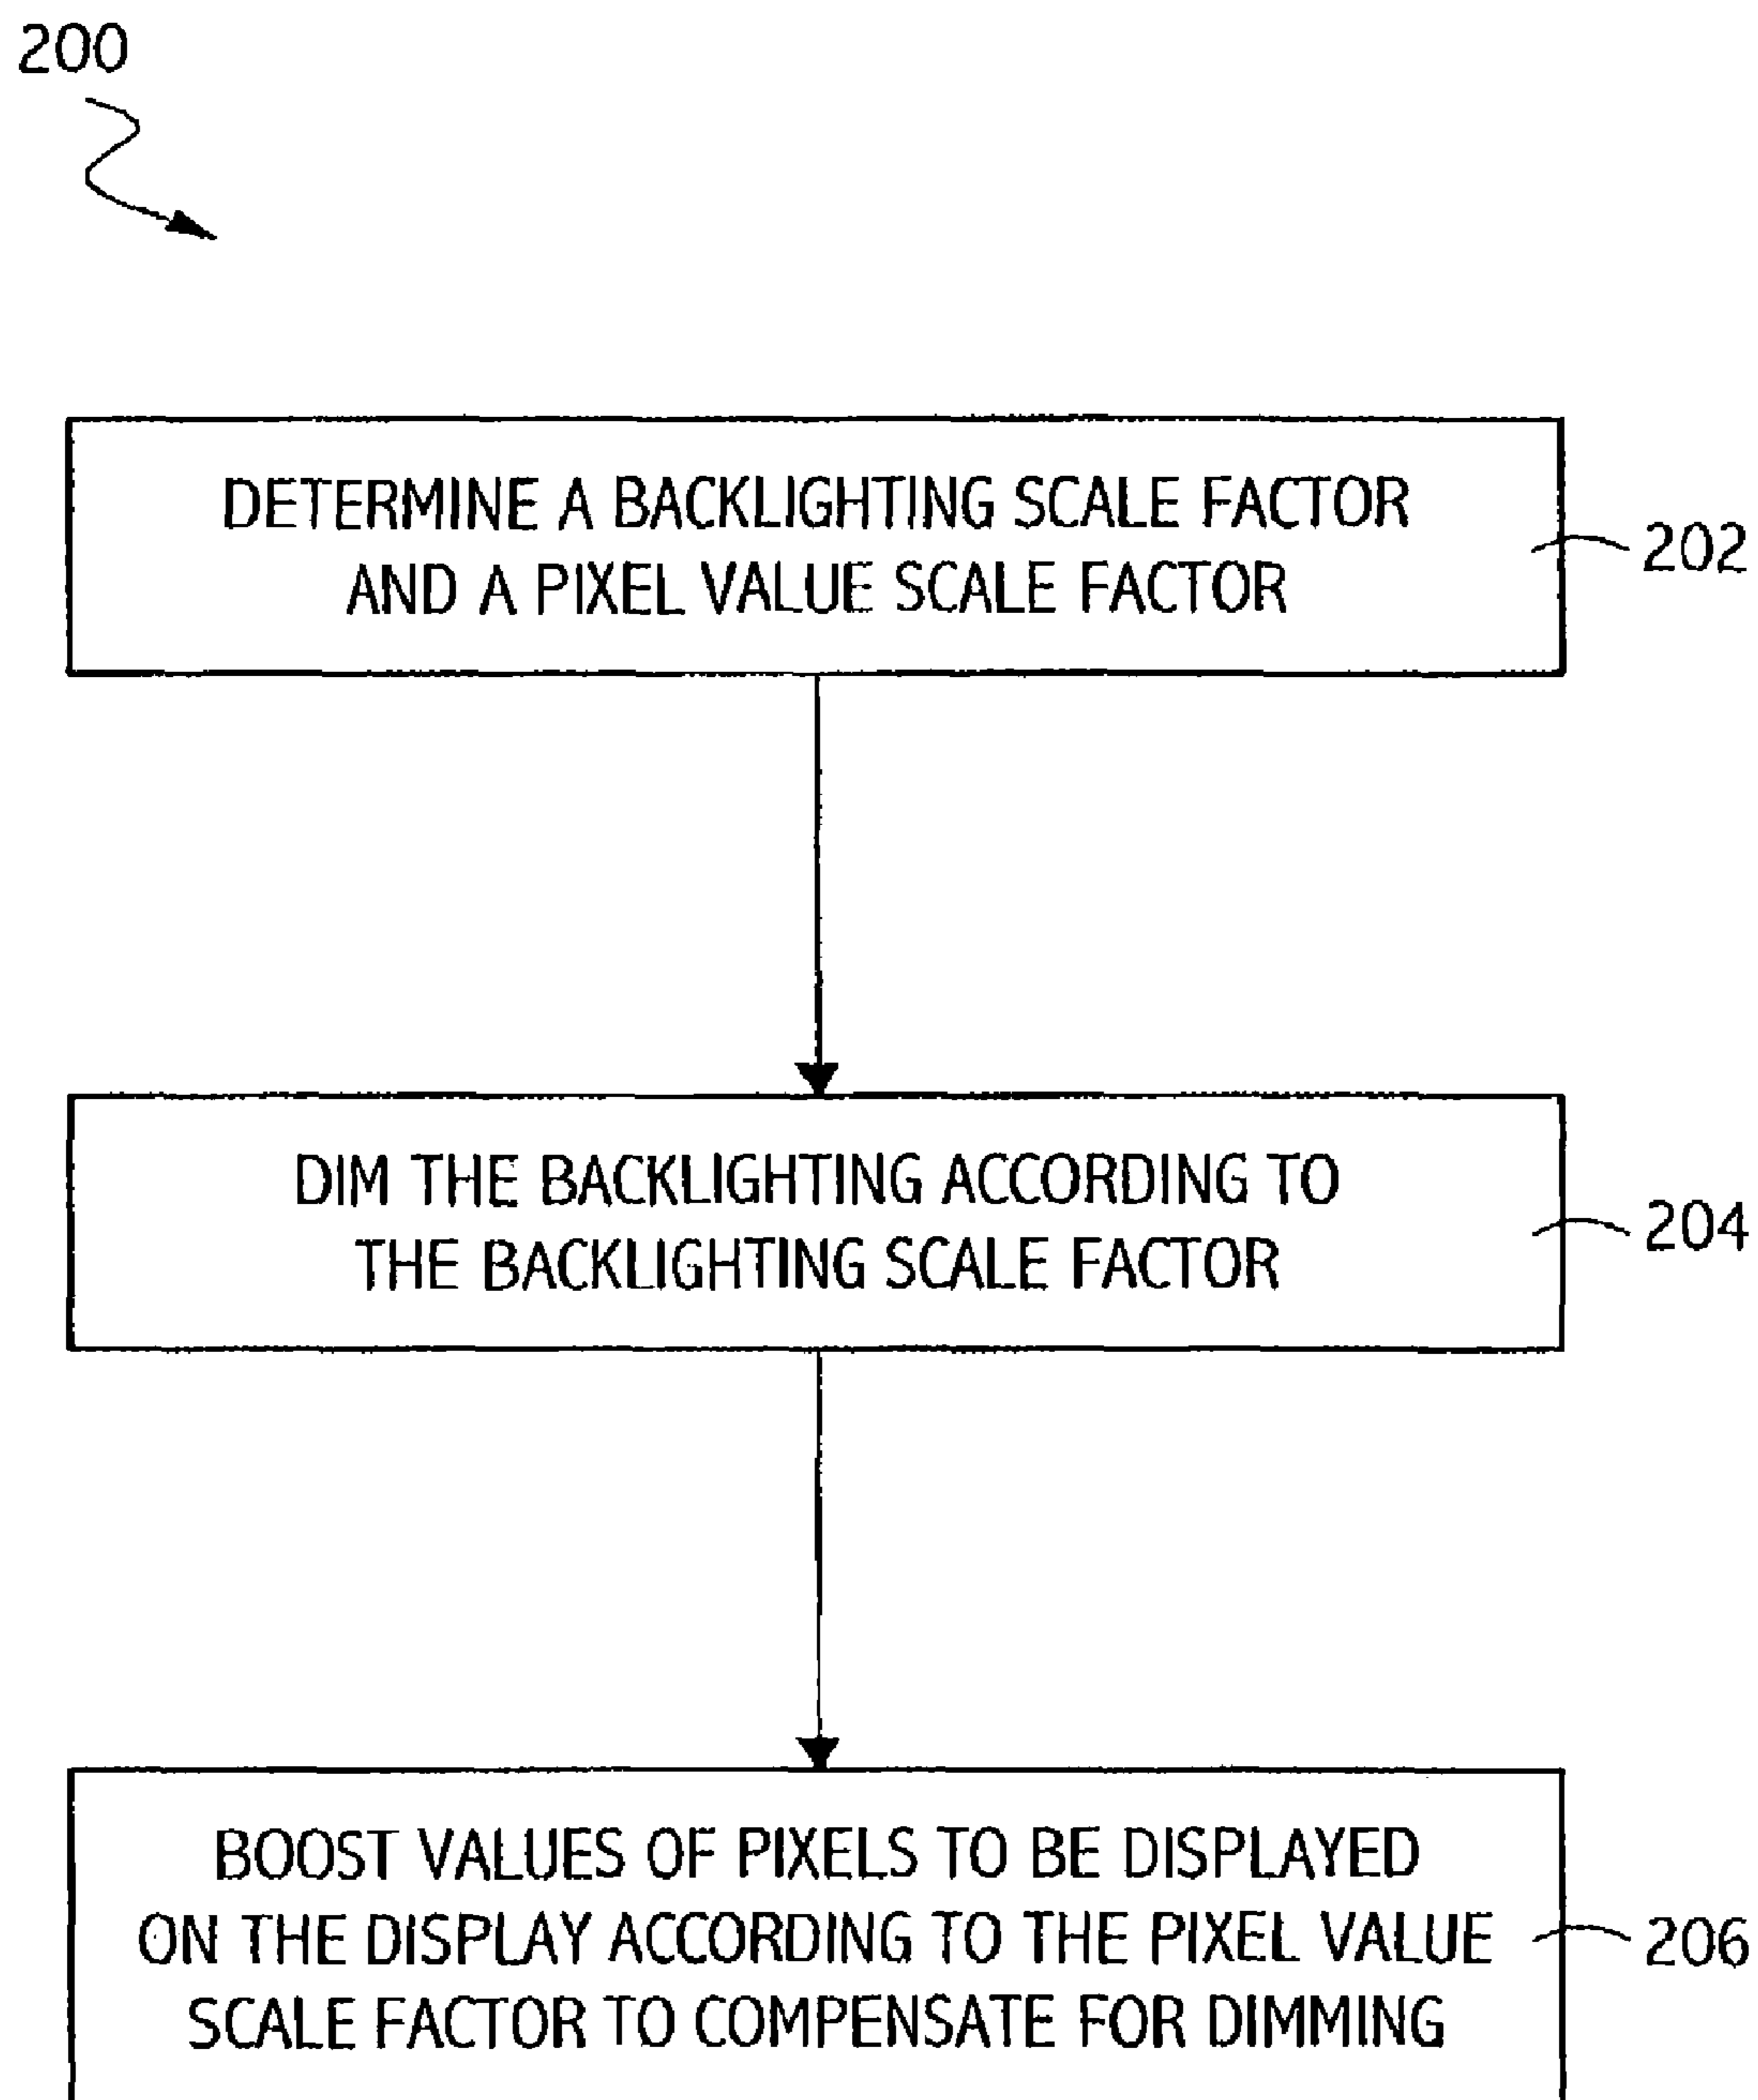 200
DETERMINE A BACKLIGHTING SCALE FACTOR
AND A PIXEL VALUE SCALE FACTOR
202
DIM THE BACKLIGHTING ACCORDING TO
THE BACKLIGHTING SCALE FACTOR
204
BOOST VALUES OF PIXELS TO BE DISPLAYED
ON THE DISPLAY ACCORDING TO THE PIXEL VALUE
SCALE FACTOR TO COMPENSATE FOR DIMMING
206